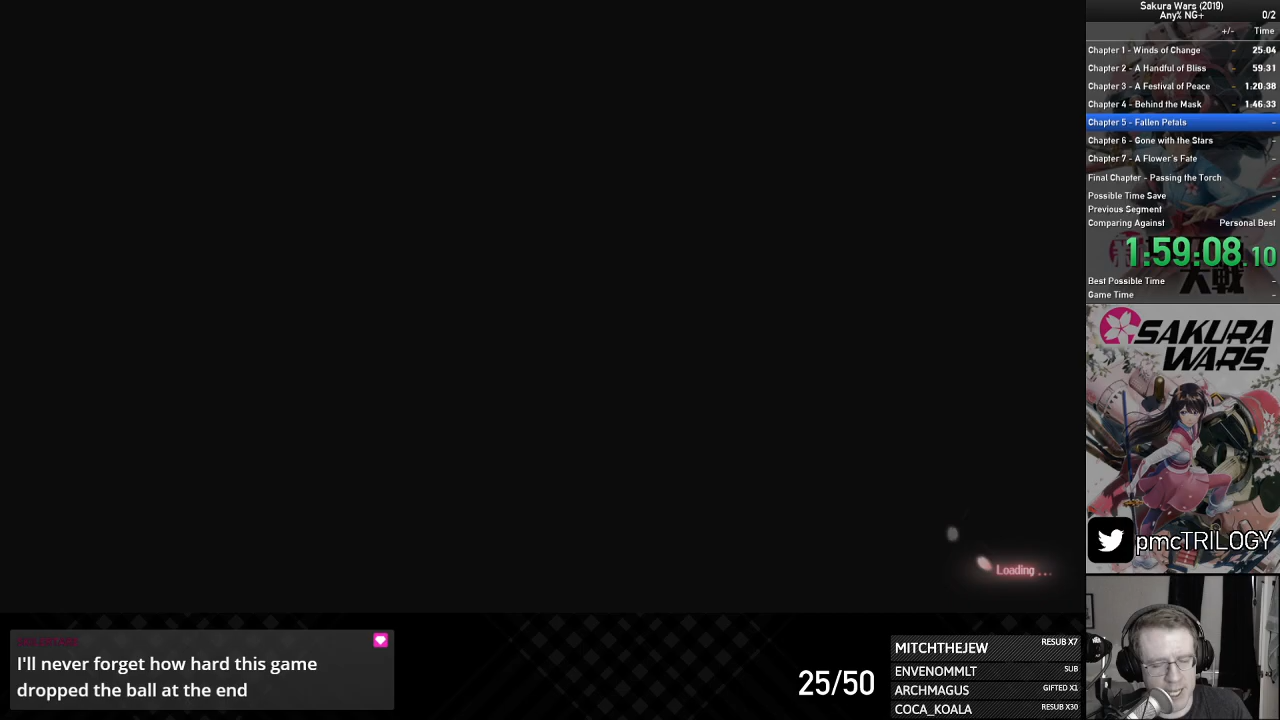 Sakura Wars (2019)
Any% NG+ 0/2
+/- Time
Chapter 1 - Winds of Change - 25:04
Chapter 2 - A Handful of Bliss - 59:31
Chapter 3 - A Festival of Peace - 1:20:38
Chapter 4 - Behind the Mask - 1:46:33
Chapter 5 - Fallen Petals -
Chapter 6 - Gone with the Stars -
Chapter 7 - A Flower's Fate -
Final Chapter - Passing the Torch -
Possible Time Save -
Previous Segment -
Comparing Against Personal Best
1:59:08.10
大戦
Best Possible Time -
Game Time -
SAKURA
WARS
pmcTRILOGY
Loading ...
I'll never forget how hard this game
dropped the ball at the end
25/50
MITCHTHEJEW RESUB X7
ENVENOMMLT SUB
ARCHMAGUS GIFTED X1
COCA_KOALA RESUB X30